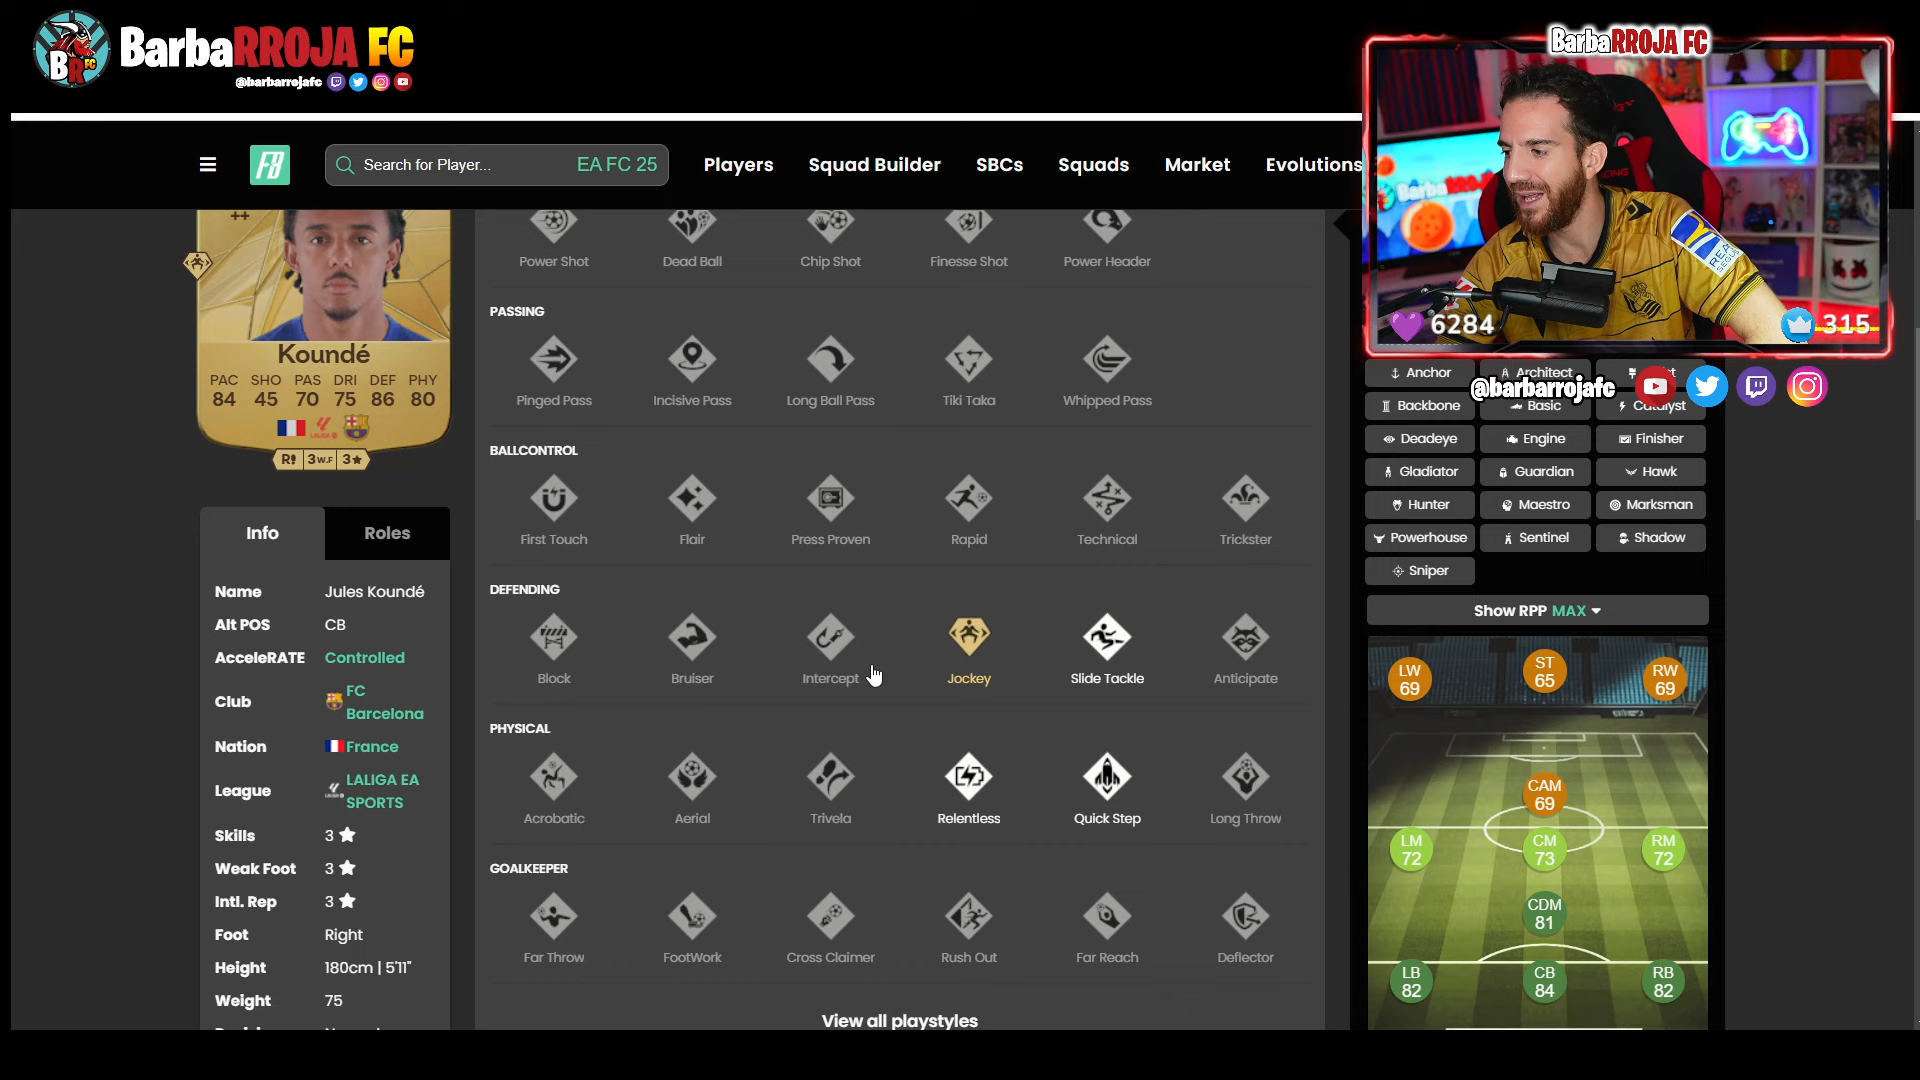 BarbaRROJA FC
@barbarrojafc
BarbaRROJA FC
Search for Player... EA FC 25
Players Squad Builder SBCs Squads Market Evolutions
++
Koundé
PAC SHO PAS DRI DEF PHY
84 45 70 75 86 80
3 W.F 3★
Info Roles
Name Jules Koundé
Alt POS CB
AcceleRATE Controlled
Club FC Barcelona
Nation France
League LALIGA EA SPORTS
Skills 3 ★
Weak Foot 3 ★
Intl. Rep 3 ★
Foot Right
Height 180cm | 5'11"
Weight 75
Power Shot Dead Ball Chip Shot Finesse Shot Power Header
PASSING
Pinged Pass Incisive Pass Long Ball Pass Tiki Taka Whipped Pass
BALLCONTROL
First Touch Flair Press Proven Rapid Technical Trickster
DEFENDING
Block Bruiser Intercept Jockey Slide Tackle Anticipate
PHYSICAL
Acrobatic Aerial Trivela Relentless Quick Step Long Throw
GOALKEEPER
Far Throw FootWork Cross Claimer Rush Out Far Reach Deflector
View all playstyles
6284 315
@barbarrojafc
Anchor Architect
Backbone Basic Catalyst
Deadeye Engine Finisher
Gladiator Guardian Hawk
Hunter Maestro Marksman
Powerhouse Sentinel Shadow
Sniper
Show RPP MAX
LW 69 ST 65 RW 69
CAM 69
LM 72 CM 73 RM 72
CDM 81
LB 82 CB 84 RB 82